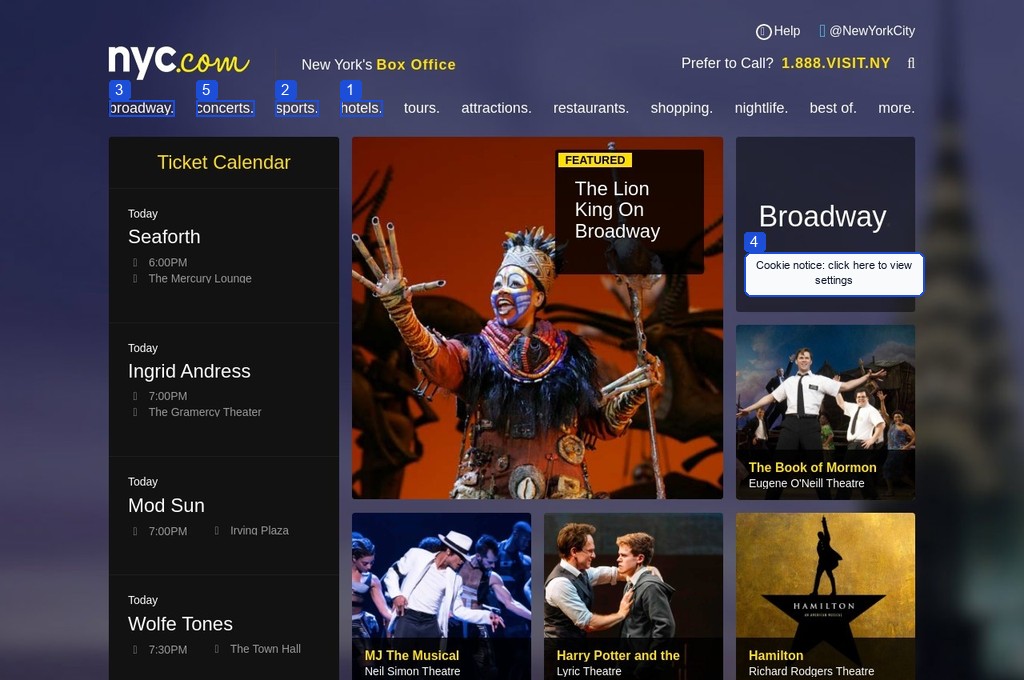 Help @NewYorkCity
nyc.com
New York's Box Office
Prefer to Call? 1.888.VISIT.NY
3 5 2 1
broadway. concerts. sports. hotels. tours. attractions. restaurants. shopping. nightlife. best of. more.
Ticket Calendar
Today
Seaforth
6:00PM
The Mercury Lounge
Today
Ingrid Andress
7:00PM
The Gramercy Theater
Today
Mod Sun
7:00PM Irving Plaza
Today
Wolfe Tones
7:30PM The Town Hall
FEATURED
The Lion
King On
Broadway
Broadway
4
Cookie notice: click here to view
settings
The Book of Mormon
Eugene O'Neill Theatre
MJ The Musical
Neil Simon Theatre
Harry Potter and the
Lyric Theatre
HAMILTON
Hamilton
Richard Rodgers Theatre